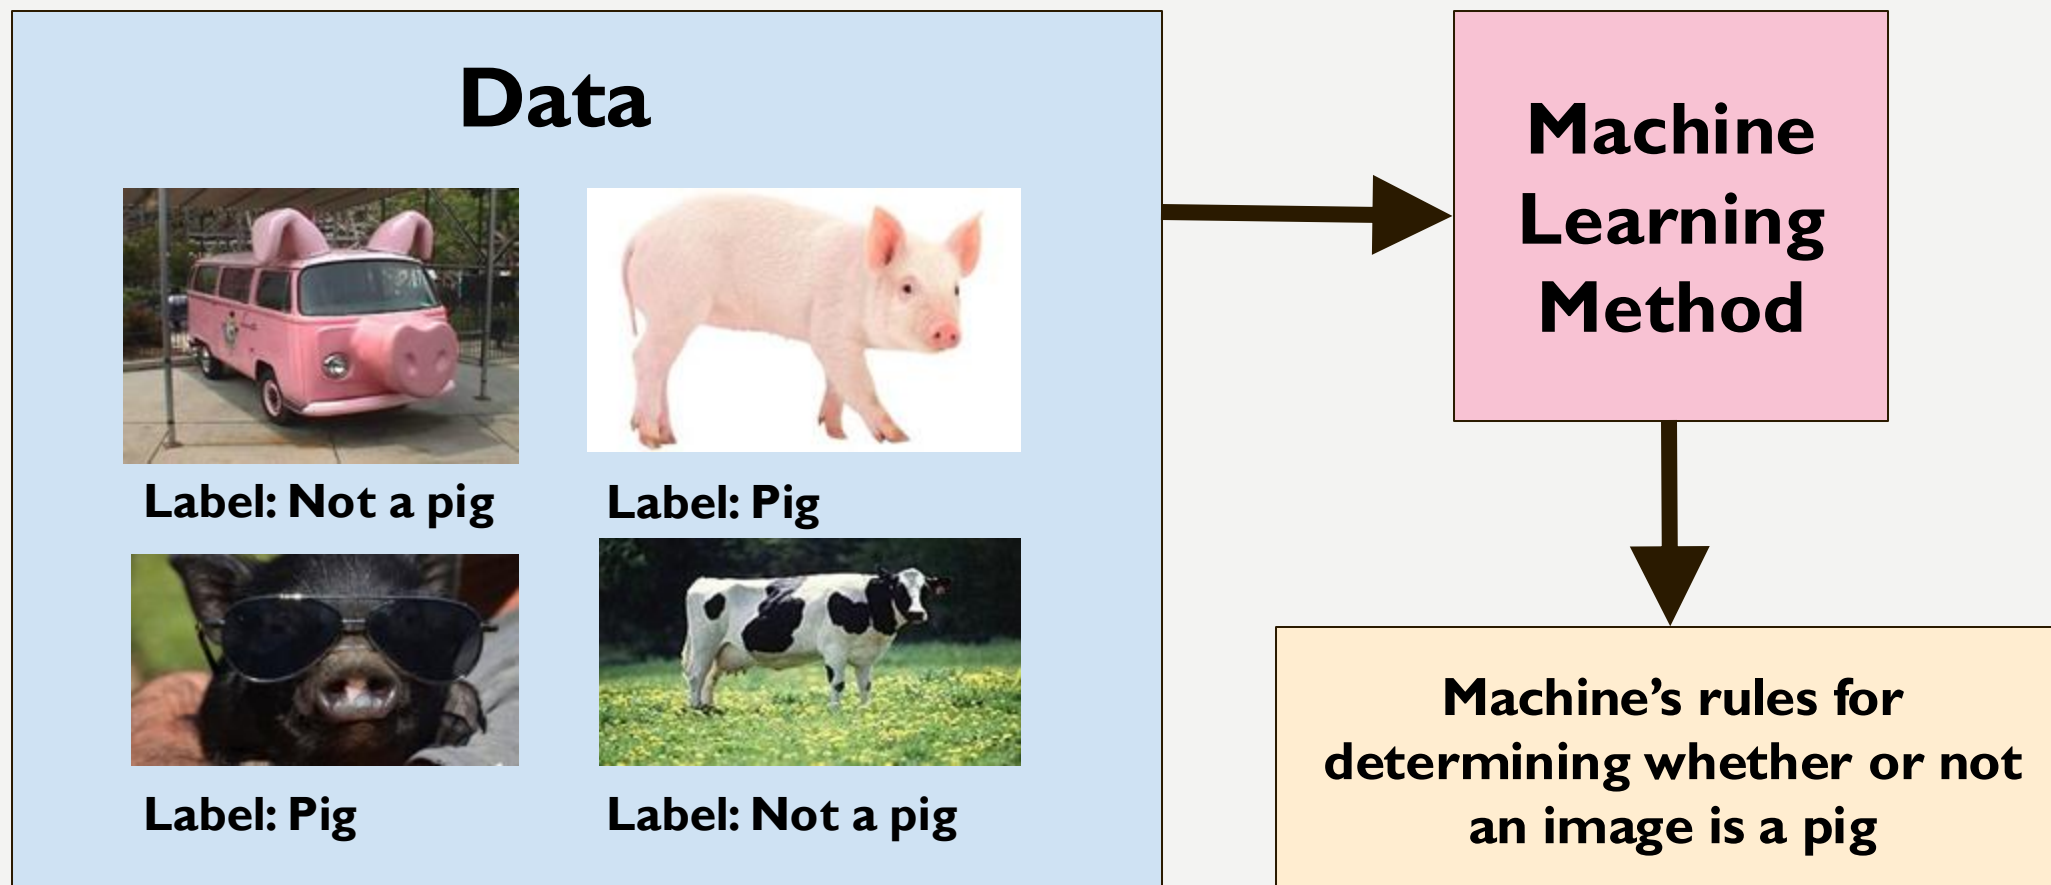 Data
Label: Not a pig
Label: Pig
Label: Pig
Label: Not a pig
Machine
Learning
Method
Machine’s rules for
determining whether or not
an image is a pig